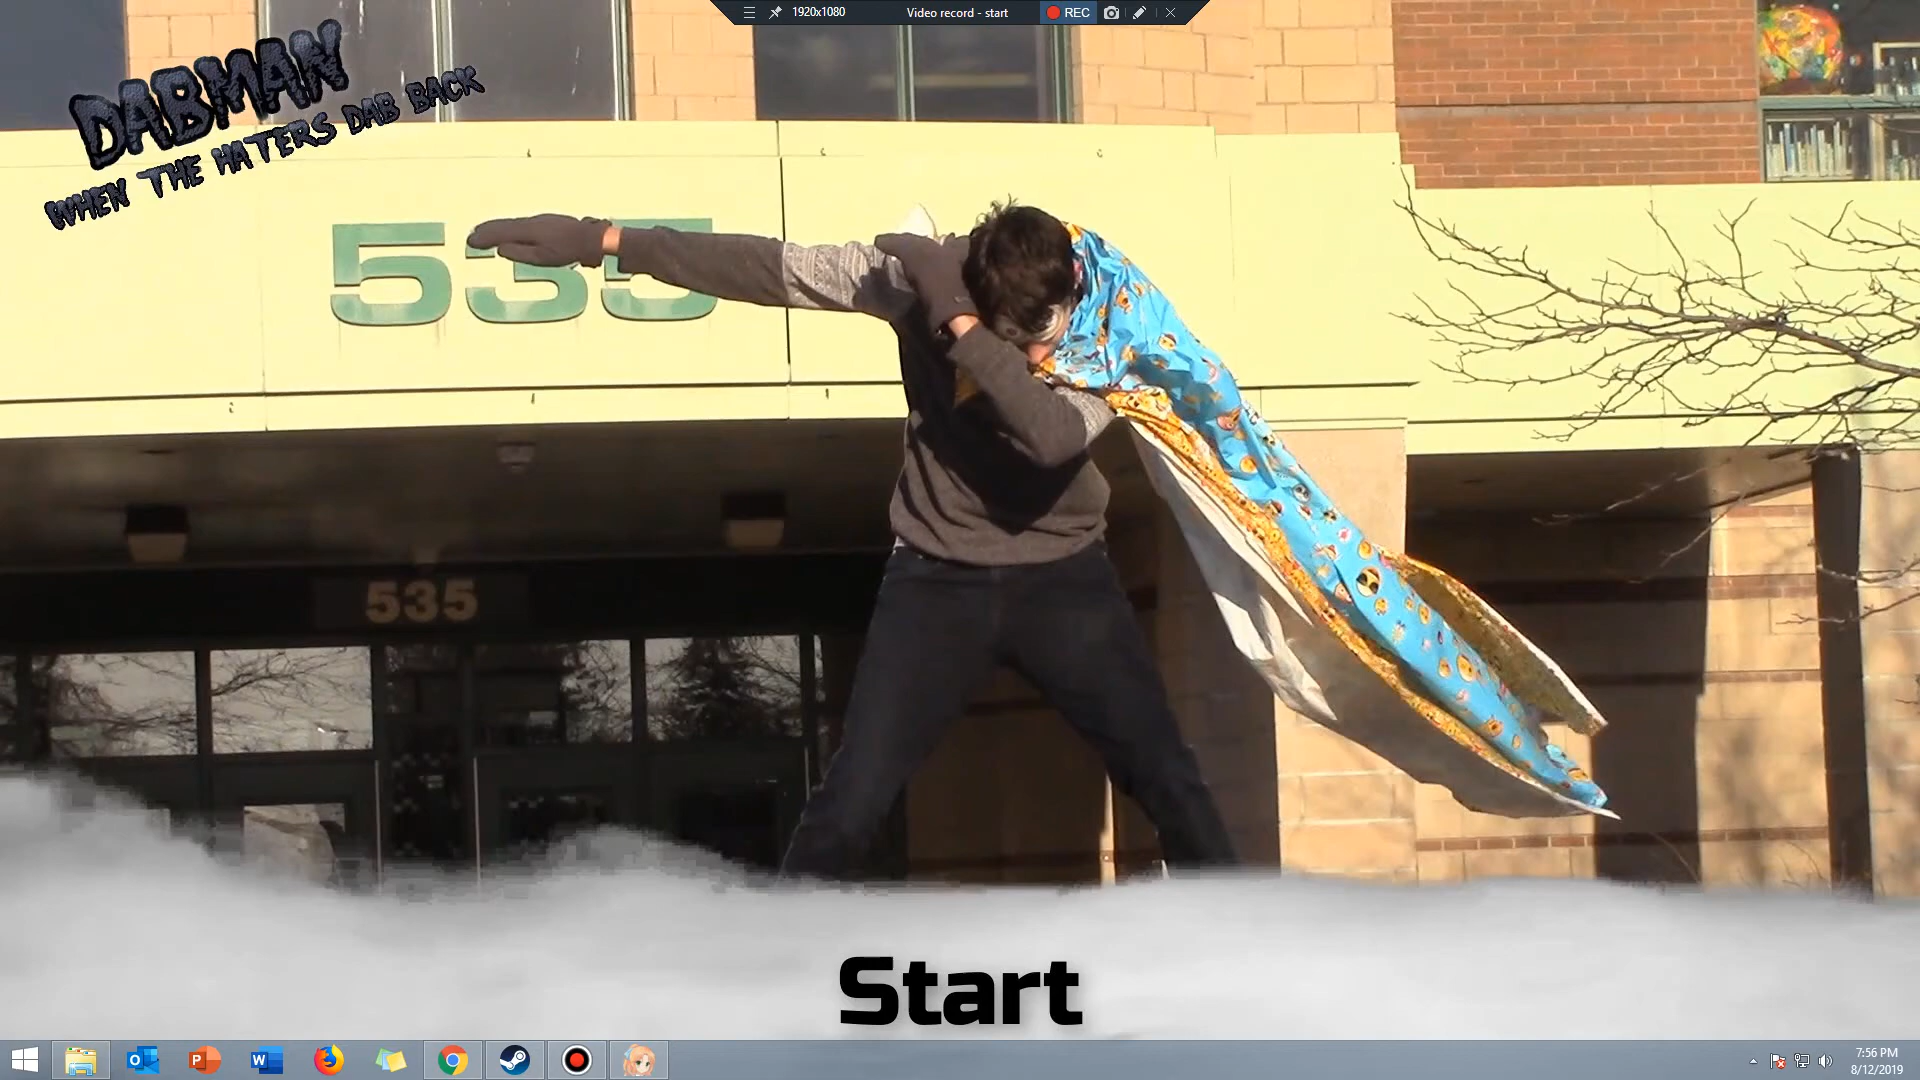 1920x1080
Video record - start
REC
DABMAN
WHEN THE HATERS DAB BACK
535
535
Start
7:56 PM
8/12/2019